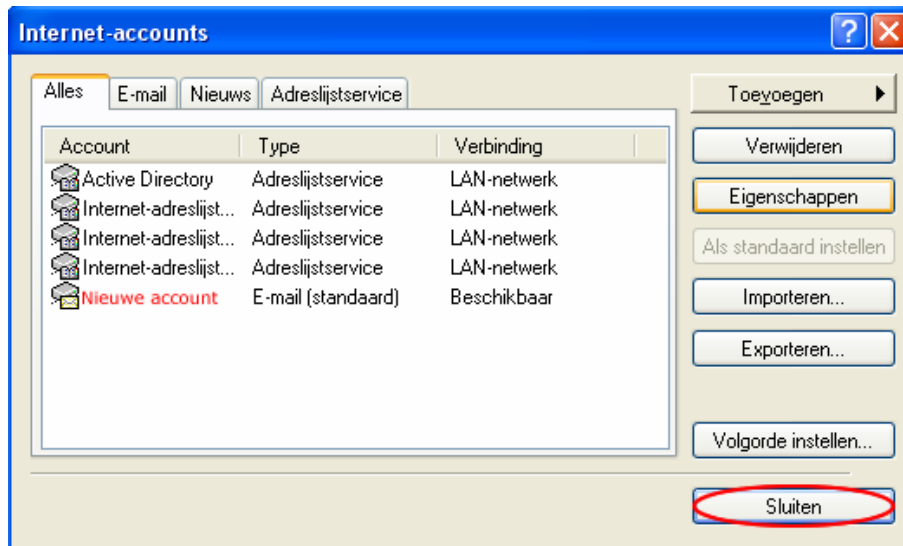 Internet-accounts
Alles E-mail Nieuws Adreslijstservice
Account Type Verbinding
Active Directory Adreslijstservice LAN-netwerk
Internet-adreslijst... Adreslijstservice LAN-netwerk
Internet-adreslijst... Adreslijstservice LAN-netwerk
Internet-adreslijst... Adreslijstservice LAN-netwerk
Nieuwe account E-mail (standaard) Beschikbaar
Toevoegen
Verwijderen
Eigenschappen
Als standaard instellen
Importeren...
Exporteren...
Volgorde instellen...
Sluiten